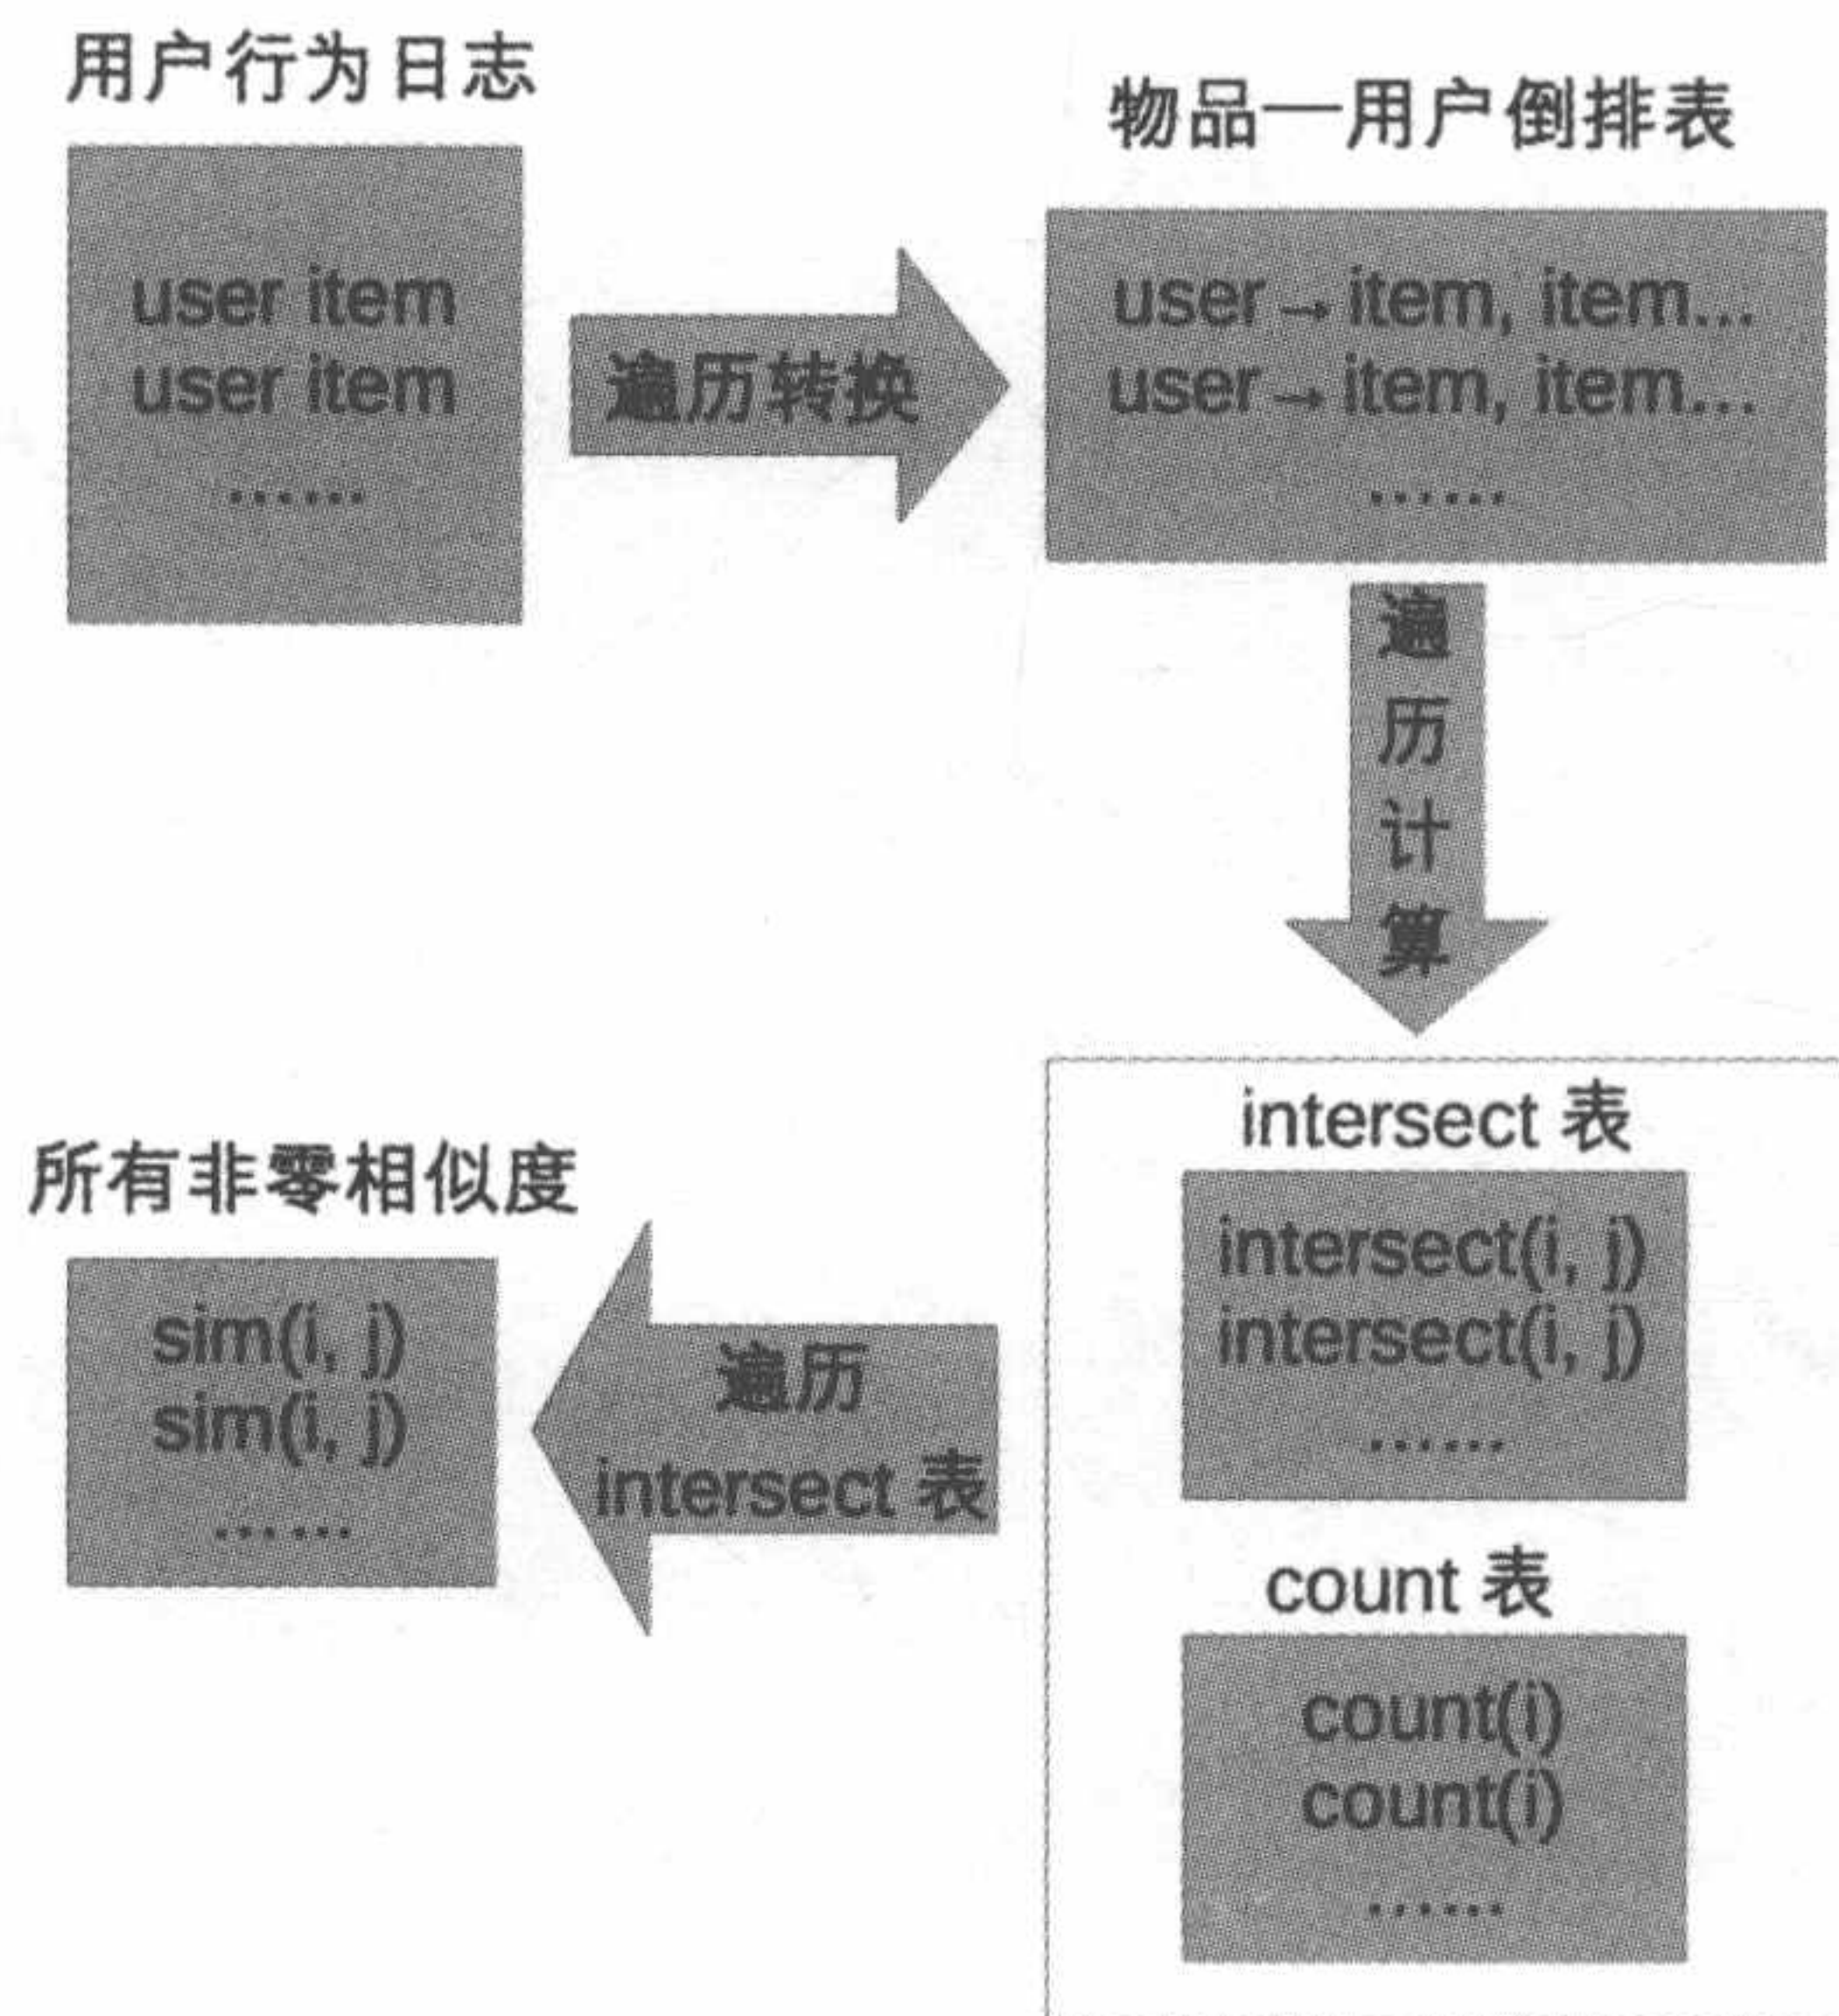 用户行为日志
user item
user item
……
遍历转换
物品—用户倒排表
user→item, item…
user→item, item…
……
遍
历
计
算
intersect 表
intersect(i, j)
intersect(i, j)
……
count 表
count(i)
count(i)
……
遍历
intersect 表
所有非零相似度
sim(i, j)
sim(i, j)
……